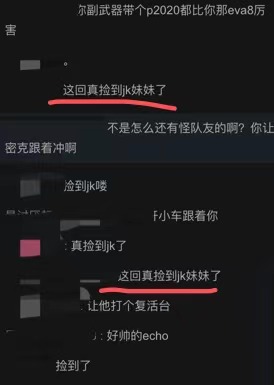 你副武器带个p2020都比你那eva8厉
害
。
这回真捡到jk妹妹了
不是怎么还有怪队友的啊？你让
密克跟着冲啊
捡到jk喽
小车跟着你
：真捡到jk了
这回真捡到jk妹妹了
：让他打个复活台
：好帅的echo
捡到了